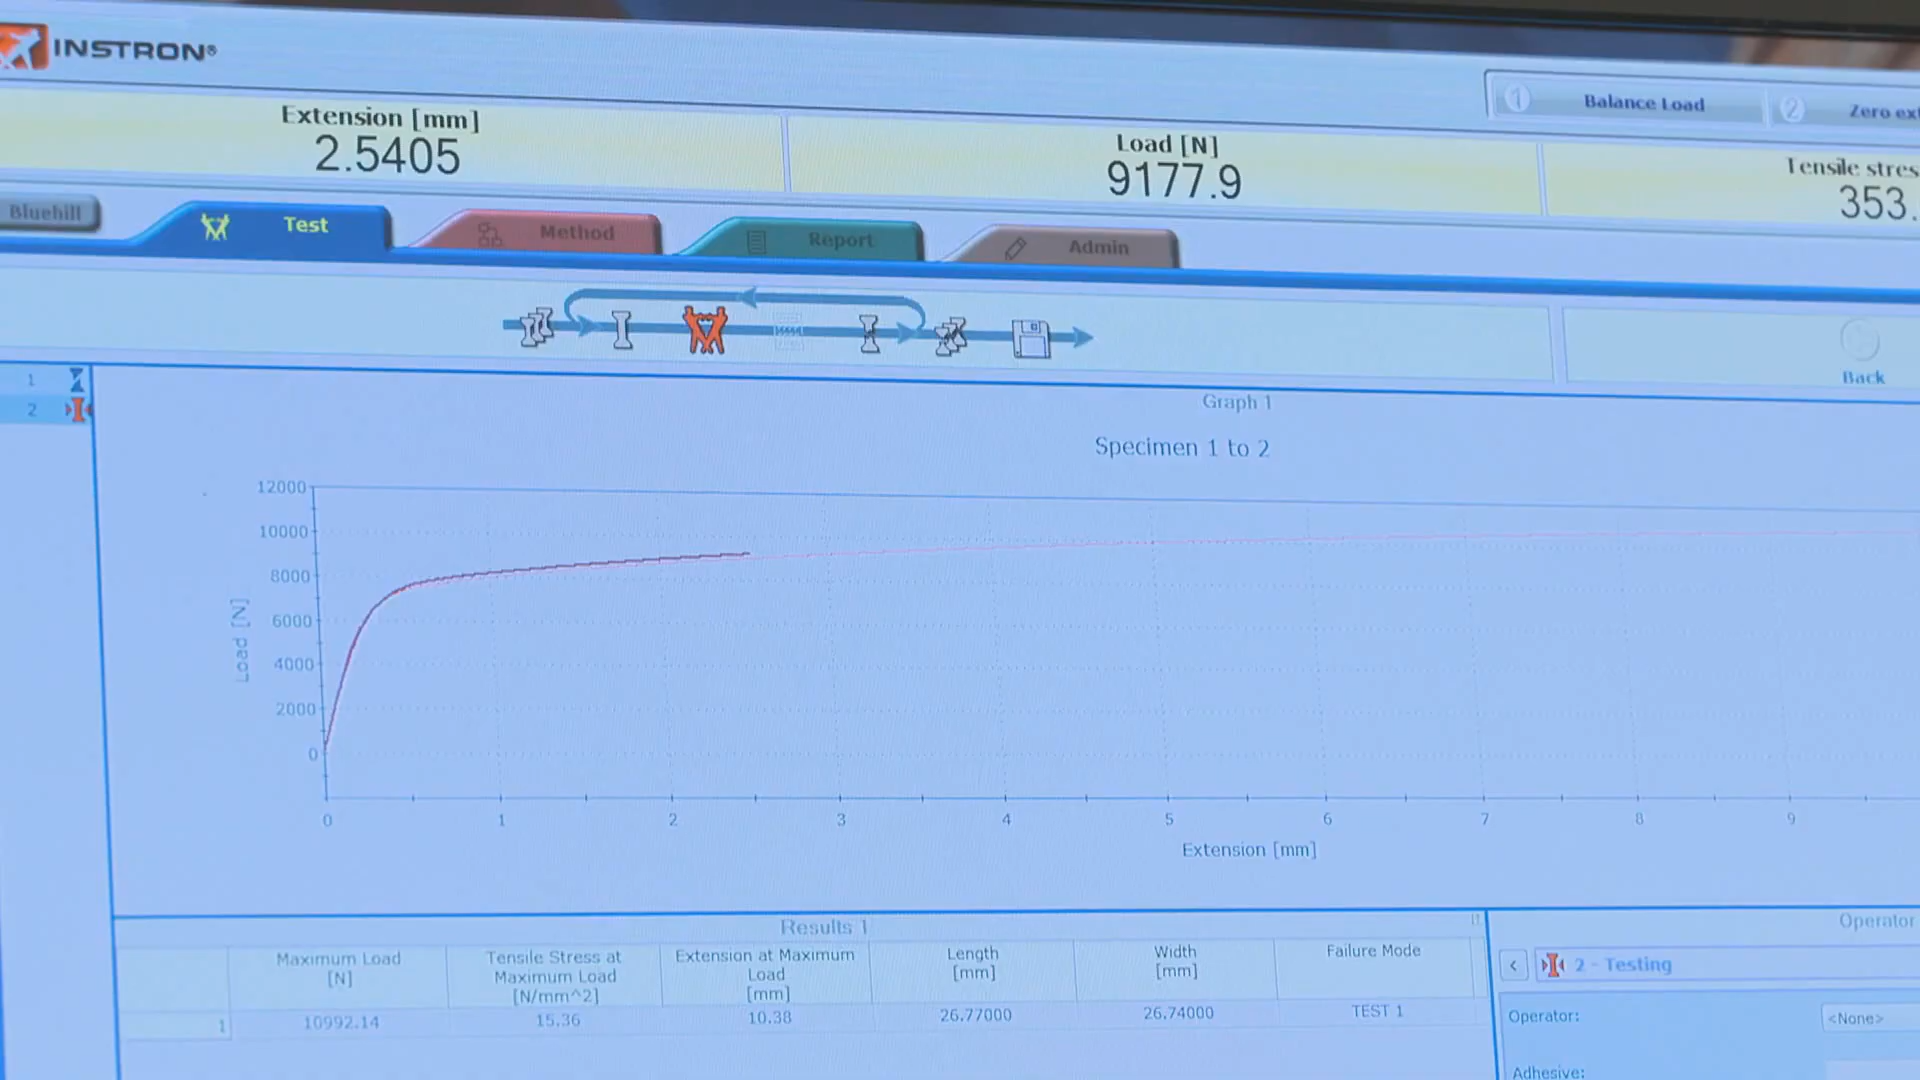 INSTRON®
1 Balance Load 2 Zero ext
Extension [mm]
2.5405
Load [N]
9177.9
Tensile stres
353.
Bluehill
Test
Method
Report
Admin
Back
1
2
Graph 1
Specimen 1 to 2
12000
10000
8000
6000
4000
2000
0
Load [N]
0 1 2 3 4 5 6 7 8 9
Extension [mm]
Results 1
Maximum Load
[N]
Tensile Stress at
Maximum Load
[N/mm^2]
Extension at Maximum
Load
[mm]
Length
[mm]
Width
[mm]
Failure Mode
1 10992.14 15.36 10.38 26.77000 26.74000 TEST 1
Operator
< 2 - Testing
Operator:
<None>
Adhesive: